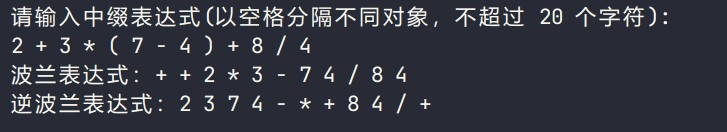 请输入中缀表达式(以空格分隔不同对象，不超过 20 个字符):
2 + 3 * ( 7 - 4 ) + 8 / 4
波兰表达式: + + 2 * 3 - 7 4 / 8 4
逆波兰表达式: 2 3 7 4 - * + 8 4 / +